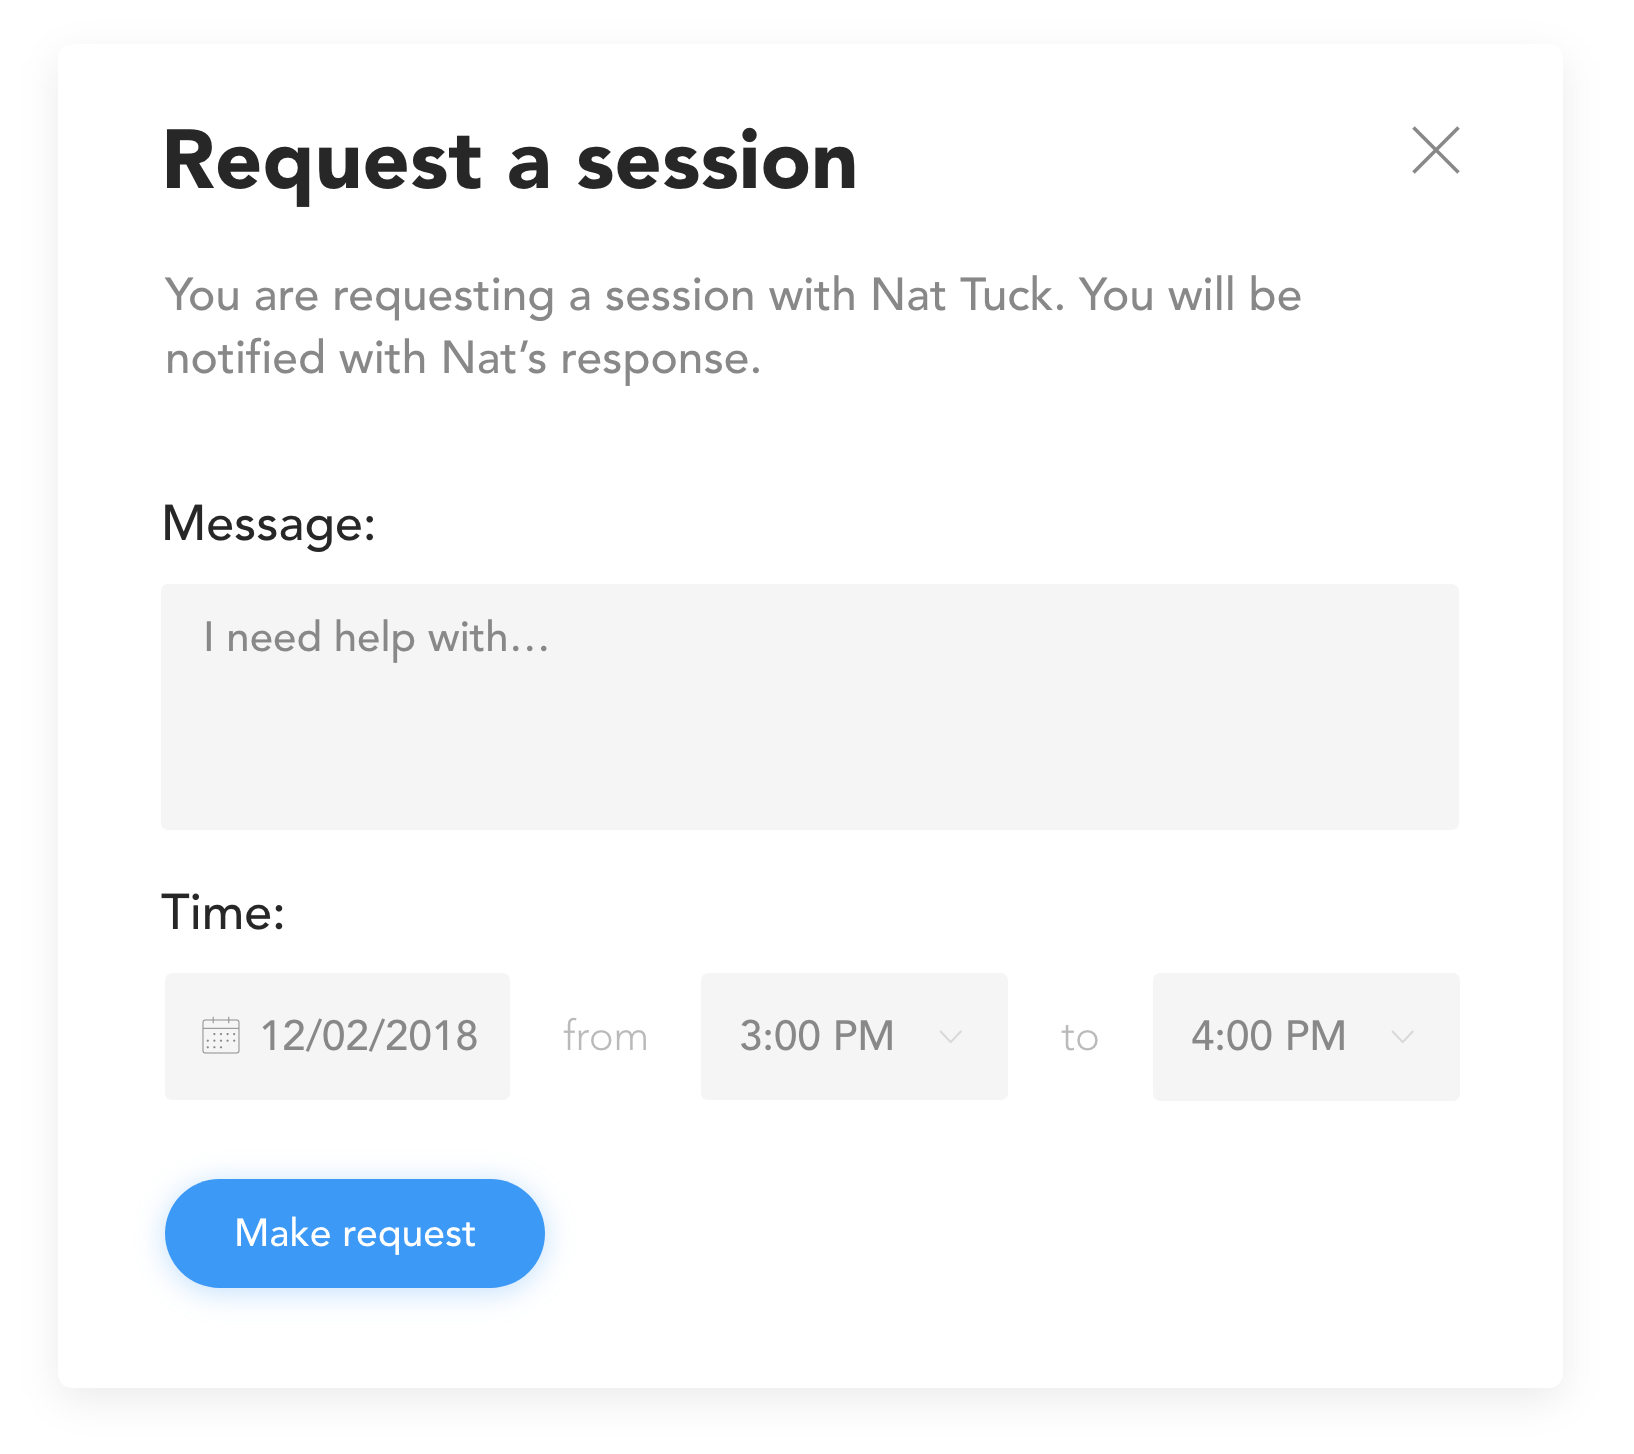 Request a session
You are requesting a session with Nat Tuck. You will be
notified with Nat’s response.
Message:
I need help with…
Time:
12/02/2018 from 3:00 PM to 4:00 PM
Make request